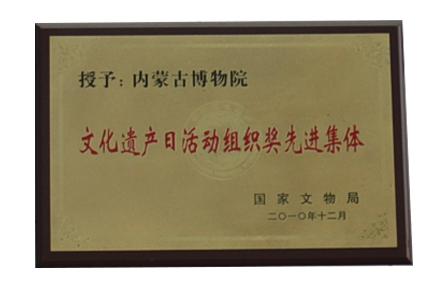 授予：内蒙古博物院
文化遗产日活动组织奖先进集体
国家文物局
二〇一〇年十二月